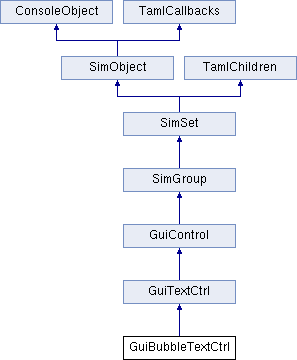 ConsoleObject TamlCallbacks
SimObject TamlChildren
SimSet
SimGroup
GuiControl
GuiTextCtrl
GuiBubbleTextCtrl